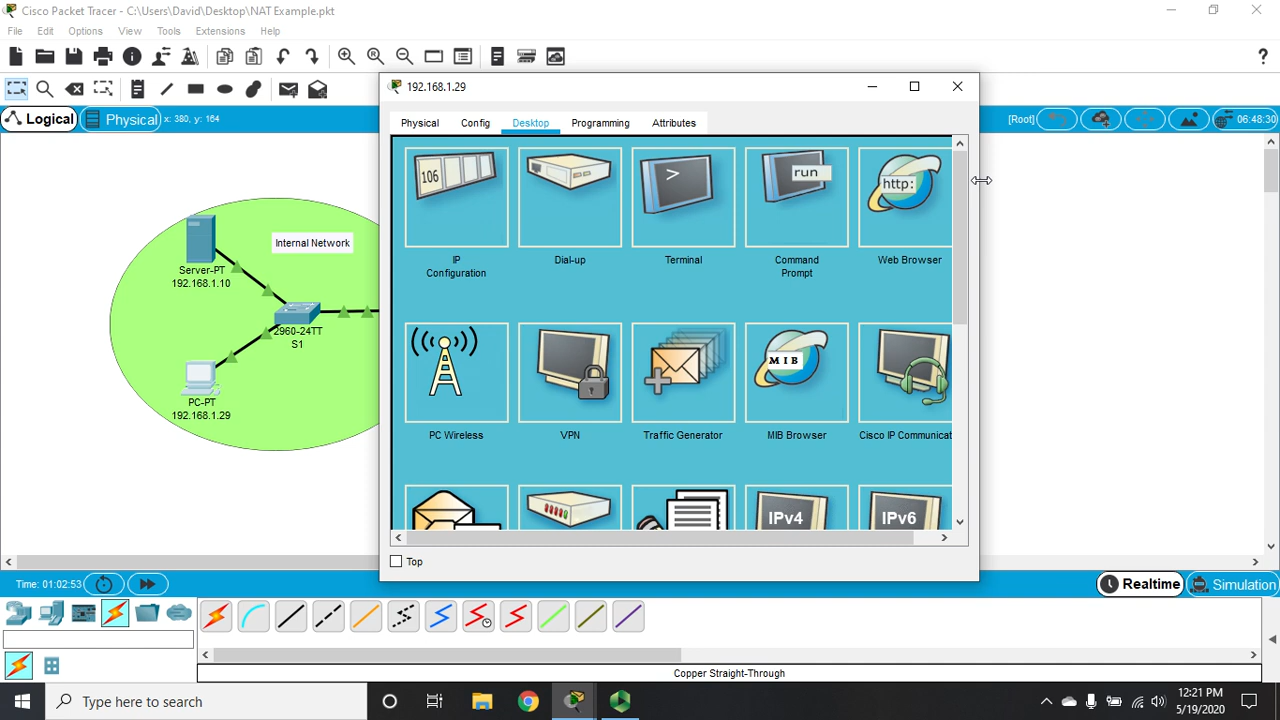 Cisco Packet Tracer - C:\Users\David\Desktop\NAT Example.pkt
File Edit Options View Tools Extensions Help
192.168.1.29
Logical Physical x: 380, y: 164
[Root] 06:48:30
Physical Config Desktop Programming Attributes
106
>
run
http:
IP
Configuration
Dial-up
Terminal
Command
Prompt
Web Browser
Internal Network
Server-PT
192.168.1.10
2960-24TT
S1
PC-PT
192.168.1.29
MIB
PC Wireless
VPN
Traffic Generator
MIB Browser
Cisco IP Communicat
IPv4
IPv6
Top
Time: 01:02:53
Realtime Simulation
Copper Straight-Through
Type here to search
12:21 PM
5/19/2020